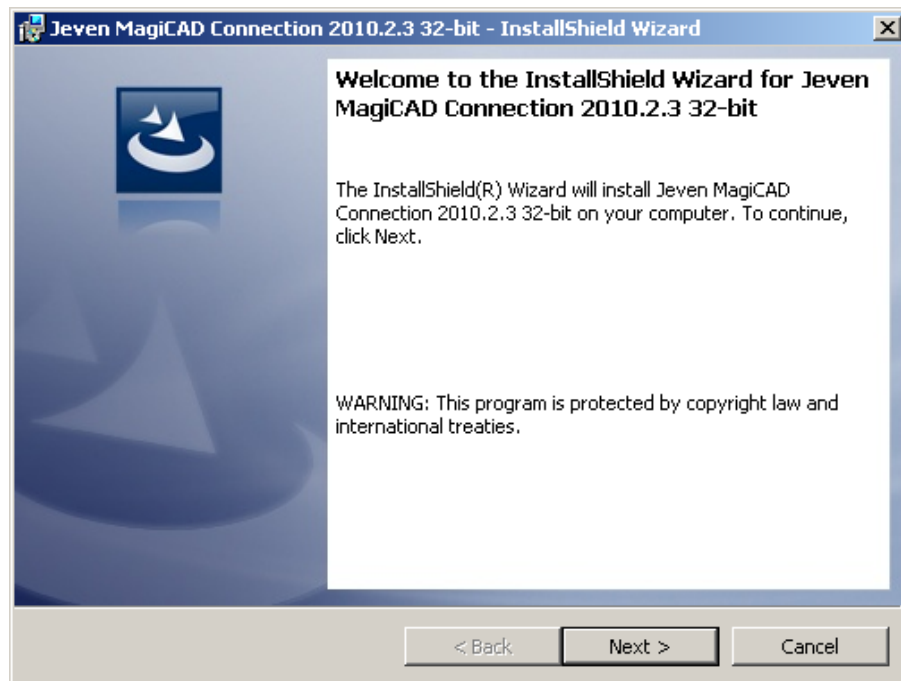 Jeven MagiCAD Connection 2010.2.3 32-bit - InstallShield Wizard
Welcome to the InstallShield Wizard for Jeven
MagiCAD Connection 2010.2.3 32-bit
The InstallShield(R) Wizard will install Jeven MagiCAD
Connection 2010.2.3 32-bit on your computer. To continue,
click Next.
WARNING: This program is protected by copyright law and
international treaties.
< Back
Next >
Cancel